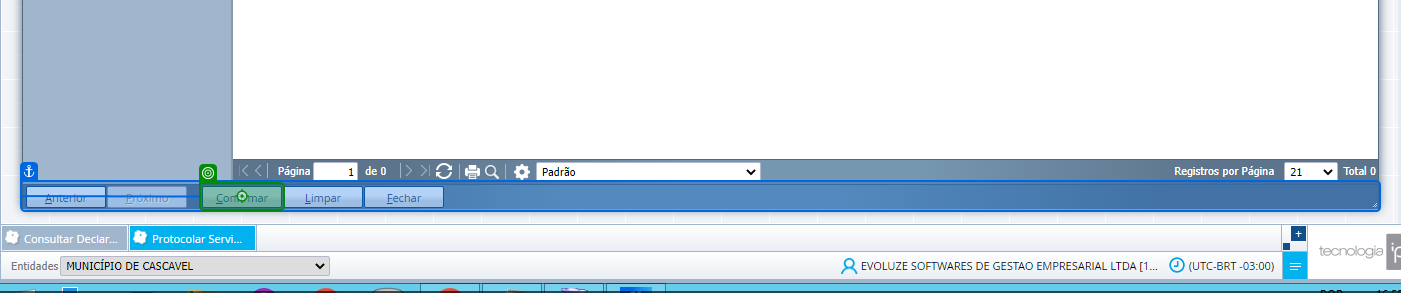 Página 1 de 0 Padrão Registros por Página 21 Total 0
Anterior Próximo Confirmar Limpar Fechar
Consultar Declar... Protocolar Servi...
Entidades MUNICÍPIO DE CASCAVEL EVOLUZE SOFTWARES DE GESTAO EMPRESARIAL LTDA [1... (UTC-BRT -03:00) tecnologia